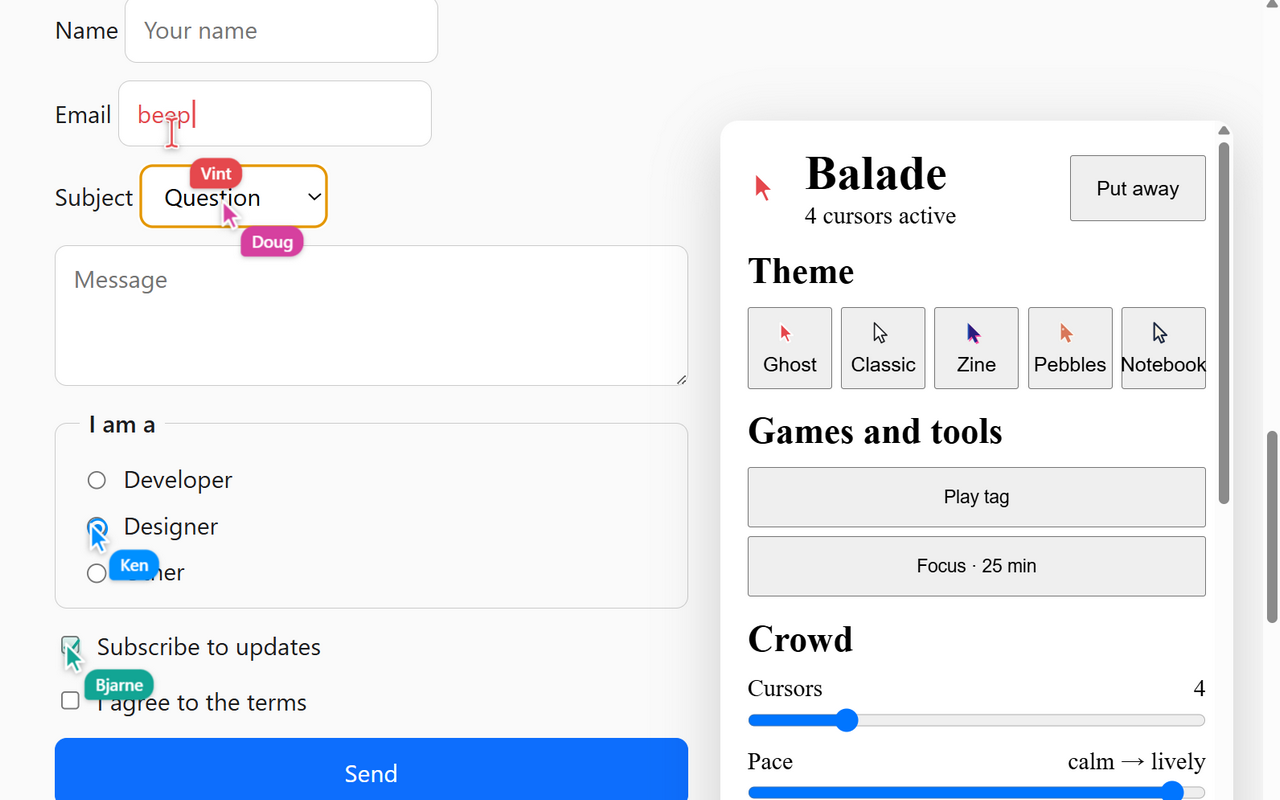 Name Your name
Email beep
Subject Question
Vint
Doug
Message
I am a
Developer
Designer
Ken
Other
Subscribe to updates
Bjarne
I agree to the terms
Send
Balade
4 cursors active
Put away
Theme
Ghost Classic Zine Pebbles Notebook
Games and tools
Play tag
Focus · 25 min
Crowd
Cursors 4
Pace calm → lively